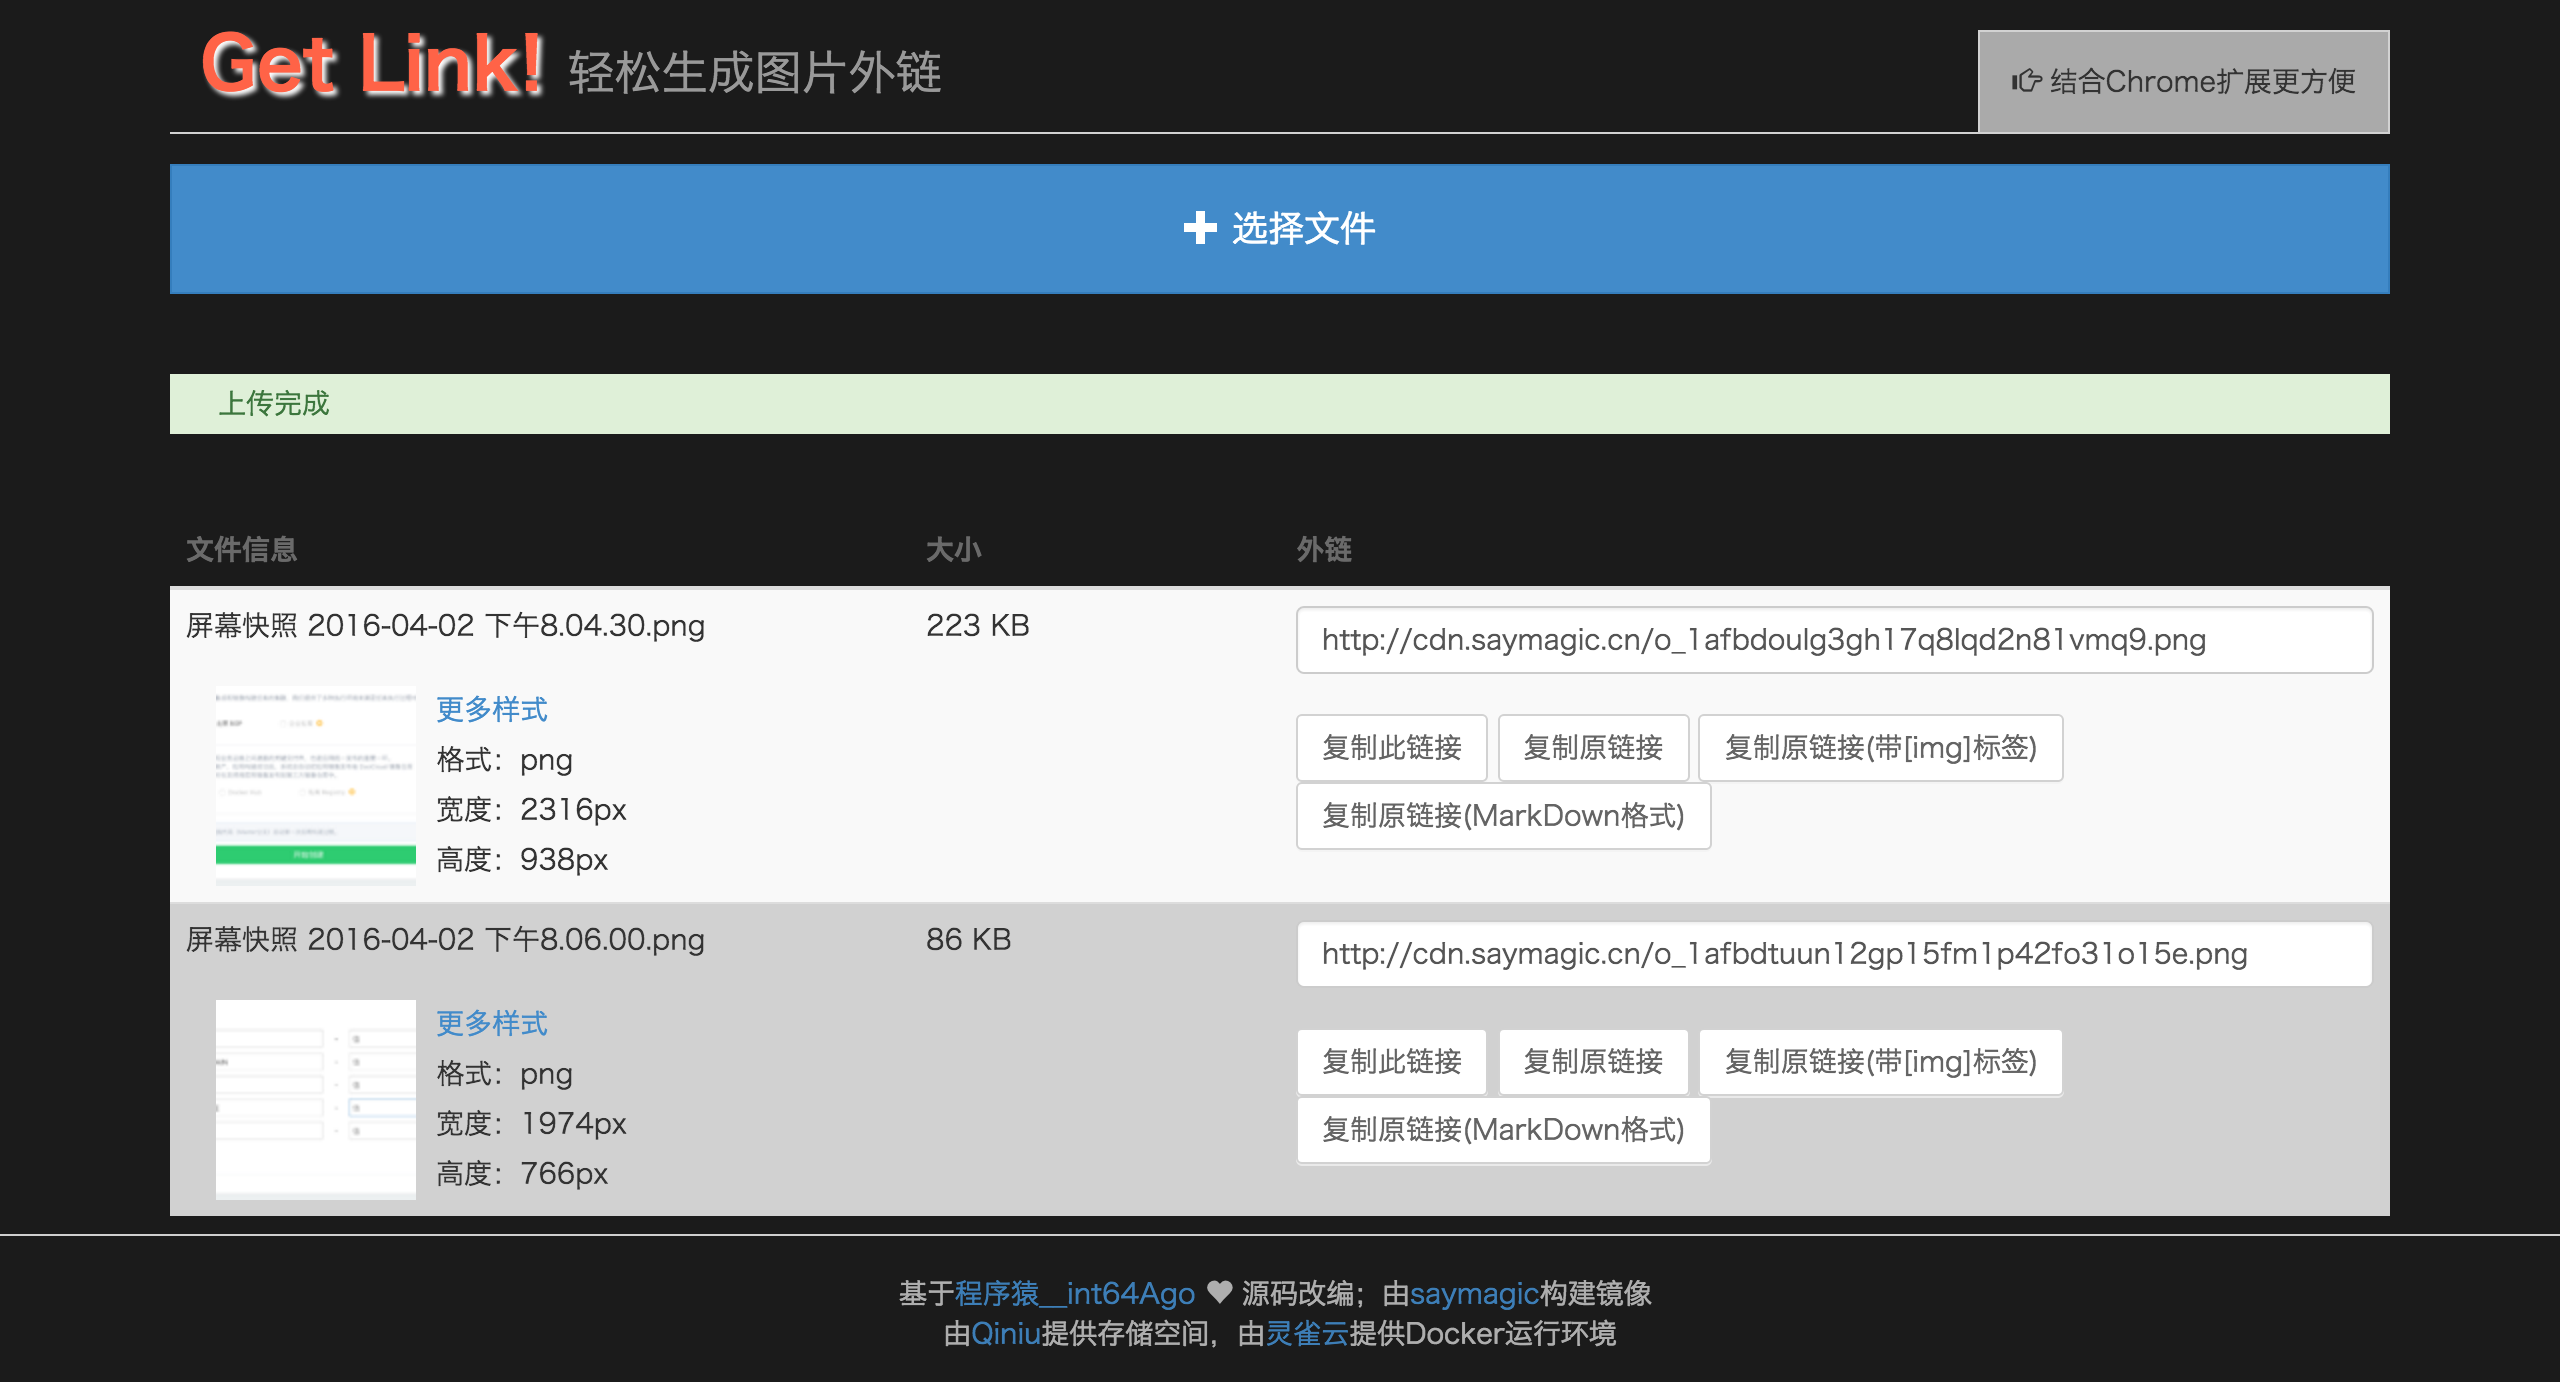 Get Link! 轻松生成图片外链
结合Chrome扩展更方便
选择文件
上传完成
文件信息 大小 外链
屏幕快照 2016-04-02 下午8.04.30.png 223 KB http://cdn.saymagic.cn/o_1afbdoulg3gh17q8lqd2n81vmq9.png
更多样式
格式：png
宽度：2316px
高度：938px
复制此链接 复制原链接 复制原链接(带[img]标签)
复制原链接(MarkDown格式)
屏幕快照 2016-04-02 下午8.06.00.png 86 KB http://cdn.saymagic.cn/o_1afbdtuun12gp15fm1p42fo31o15e.png
更多样式
格式：png
宽度：1974px
高度：766px
复制此链接 复制原链接 复制原链接(带[img]标签)
复制原链接(MarkDown格式)
基于程序猿__int64Ago ♥ 源码改编；由saymagic构建镜像
由Qiniu提供存储空间，由灵雀云提供Docker运行环境